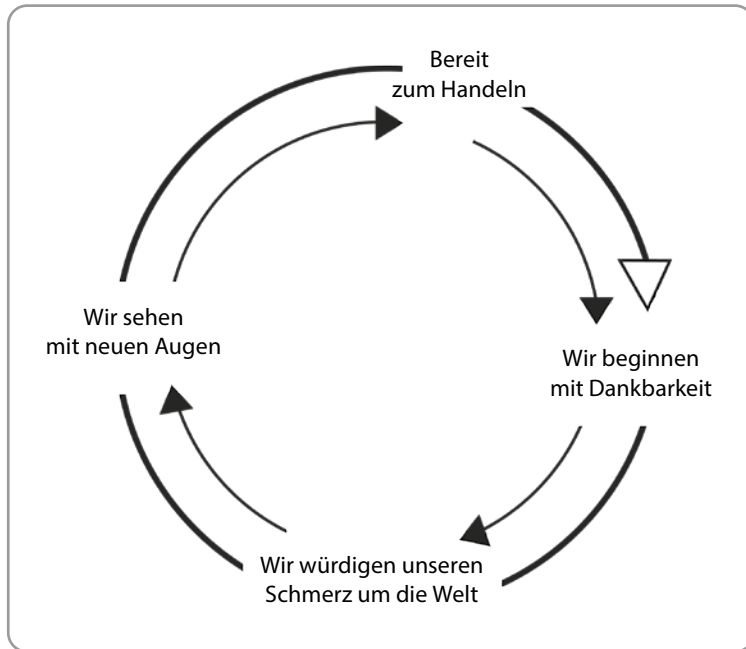 Bereit
zum Handeln
Wir sehen
mit neuen Augen
Wir beginnen
mit Dankbarkeit
Wir würdigen unseren
Schmerz um die Welt